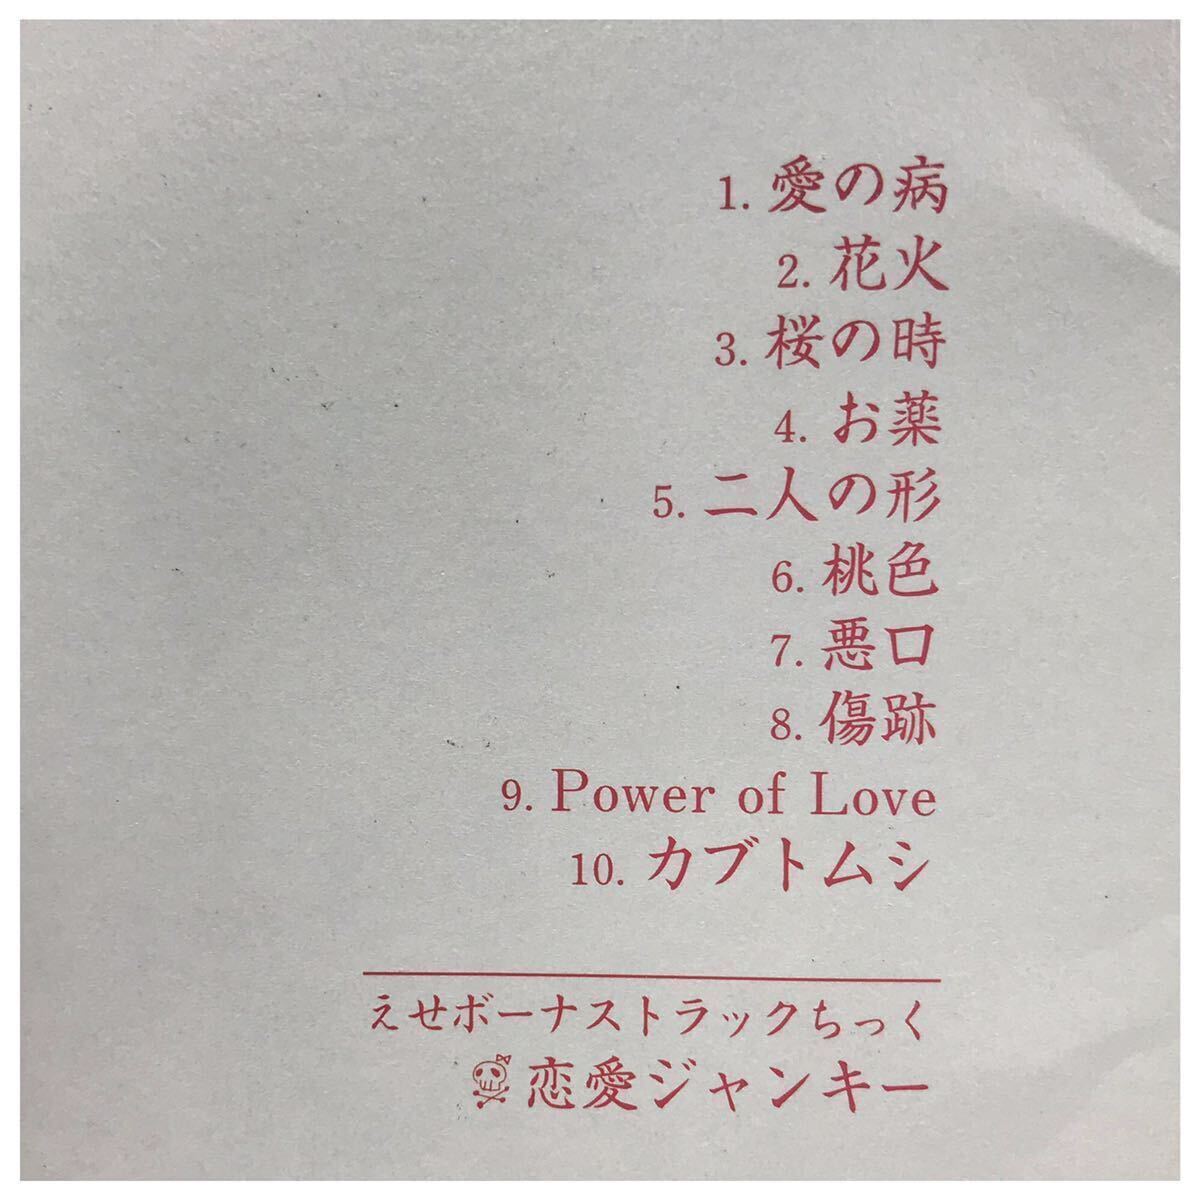 1. 愛の病
2. 花火
3. 桜の時
4. お薬
5. 二人の形
6. 桃色
7. 悪口
8. 傷跡
9. Power of Love
10. カブトムシ
えせボーナストラックちっく
恋愛ジャンキー